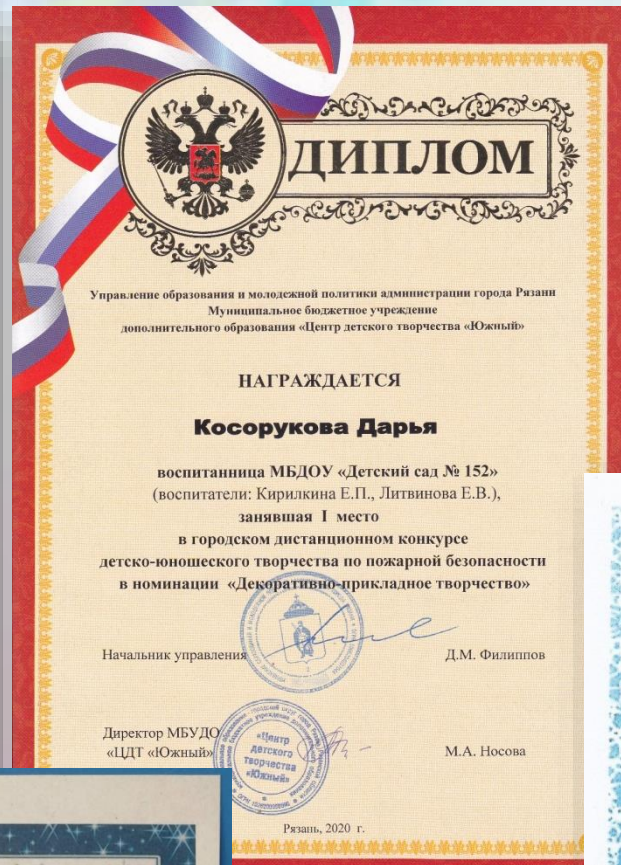 ДИПЛОМ
Управление образования и молодежной политики администрации города Рязани
Муниципальное бюджетное учреждение
дополнительного образования «Центр детского творчества «Южный»
НАГРАЖДАЕТСЯ
Косорукова Дарья
воспитанница МБДОУ «Детский сад № 152»
(воспитатели: Кирилкина Е.П., Литвинова Е.В.),
занявшая I место
в городском дистанционном конкурсе
детско-юношеского творчества по пожарной безопасности
в номинации «Декоративно-прикладное творчество»
Начальник управления
Д.М. Филиппов
Директор МБУДО
«ЦДТ «Южный»
«Центр
детского
творчества
«Южный»
М.А. Носова
Рязань, 2020 г.